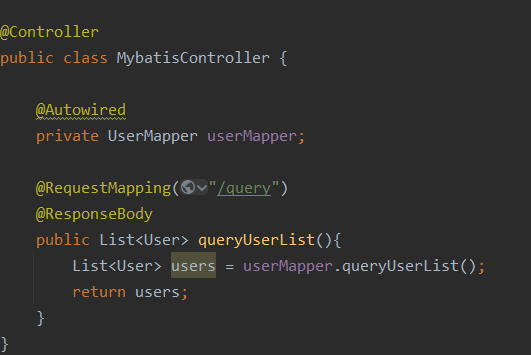 @Controller
public class MybatisController {
@Autowired
private UserMapper userMapper;
@RequestMapping("/query")
@ResponseBody
public List<User> queryUserList(){
List<User> users = userMapper.queryUserList();
return users;
}
}